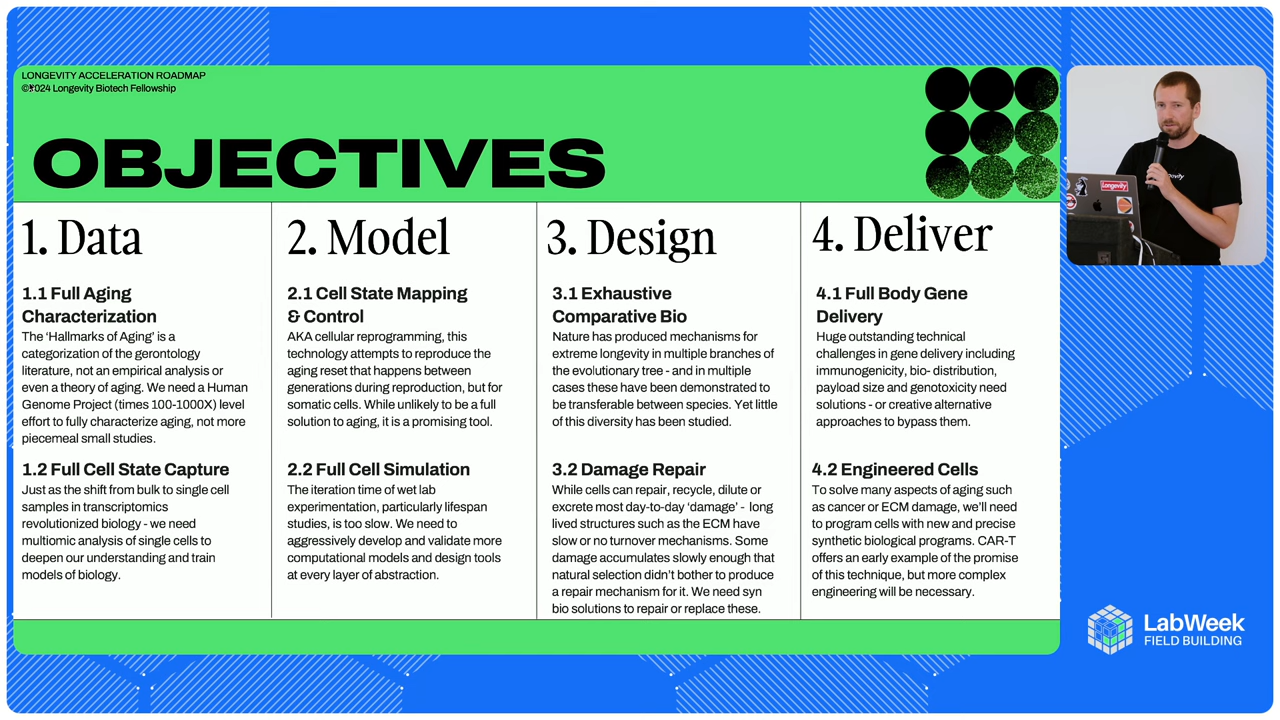 LONGEVITY ACCELERATION ROADMAP
©2024 Longevity Biotech Fellowship
OBJECTIVES
1. Data
1.1 Full Aging
Characterization
The ‘Hallmarks of Aging’ is a
categorization of the gerontology
literature, not an empirical analysis or
even a theory of aging. We need a Human
Genome Project (times 100-1000X) level
effort to fully characterize aging, not more
piecemeal small studies.
1.2 Full Cell State Capture
Just as the shift from bulk to single cell
samples in transcriptomics
revolutionized biology - we need
multiomic analysis of single cells to
deepen our understanding and train
models of biology.
2. Model
2.1 Cell State Mapping
& Control
AKA cellular reprogramming, this
technology attempts to reproduce the
aging reset that happens between
generations during reproduction, but for
somatic cells. While unlikely to be a full
solution to aging, it is a promising tool.
2.2 Full Cell Simulation
The iteration time of wet lab
experimentation, particularly lifespan
studies, is too slow. We need to
aggressively develop and validate more
computational models and design tools
at every layer of abstraction.
3. Design
3.1 Exhaustive
Comparative Bio
Nature has produced mechanisms for
extreme longevity in multiple branches of
the evolutionary tree - and in multiple
cases these have been demonstrated to
be transferable between species. Yet little
of this diversity has been studied.
3.2 Damage Repair
While cells can repair, recycle, dilute or
excrete most day-to-day ‘damage’ - long
lived structures such as the ECM have
slow or no turnover mechanisms. Some
damage accumulates slowly enough that
natural selection didn’t bother to produce
a repair mechanism for it. We need syn
bio solutions to repair or replace these.
4. Deliver
4.1 Full Body Gene
Delivery
Huge outstanding technical
challenges in gene delivery including
immunogenicity, bio- distribution,
payload size and genotoxicity need
solutions - or creative alternative
approaches to bypass them.
4.2 Engineered Cells
To solve many aspects of aging such
as cancer or ECM damage, we’ll need
to program cells with new and precise
synthetic biological programs. CAR-T
offers an early example of the promise
of this technique, but more complex
engineering will be necessary.
Longevity
LabWeek
FIELD BUILDING